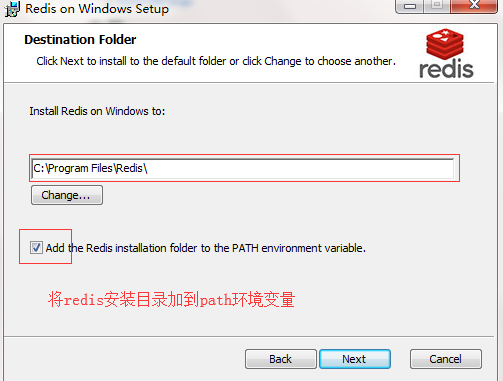 Redis on Windows Setup
Destination Folder
Click Next to install to the default folder or click Change to choose another.
redis
Install Redis on Windows to:
C:\Program Files\Redis\
Change...
Add the Redis installation folder to the PATH environment variable.
将redis安装目录加到path环境变量
Back
Next
Cancel